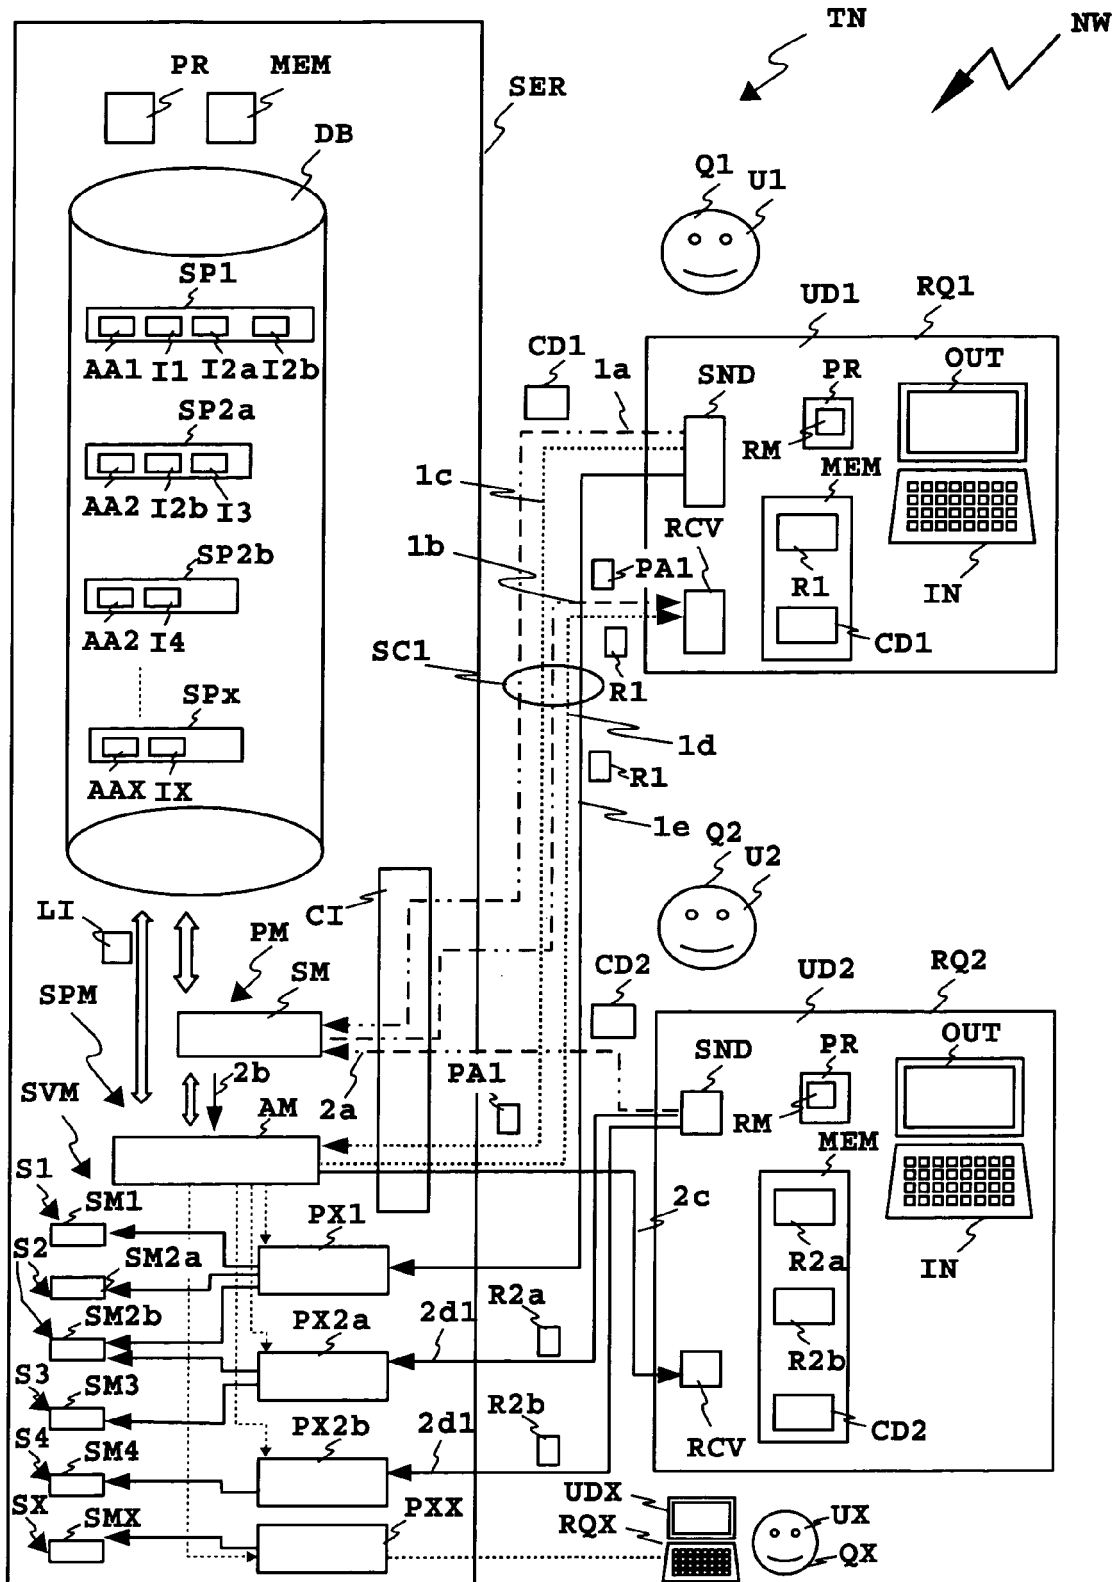 TN
NW
PR MEM
SER
DB
Q1
U1
SP1
UD1
RQ1
AA1 I1 I2a I2b
CD1
1a
SND
PR
OUT
SP2a
RM
MEM
1c
AA2 I2b I3
RCV
1b
PA1
R1
IN
SP2b
AA2 I4
SC1
R1
CD1
SPx
1d
AAX IX
R1
1e
Q2
U2
LI
CI
PM
CD2
SM
UD2
RQ2
SPM
SND
PR
OUT
2b
2a
PA1
SVM
AM
RM
MEM
S1
SM1
2c
PX1
R2a
IN
S2
SM2a
R2a
SM2b
PX2a
2d1
R2b
S3
SM3
R2b
PX2b
2d1
RCV
CD2
S4
SM4
UDX
PXX
SX
SMX
RQX
UX
QX